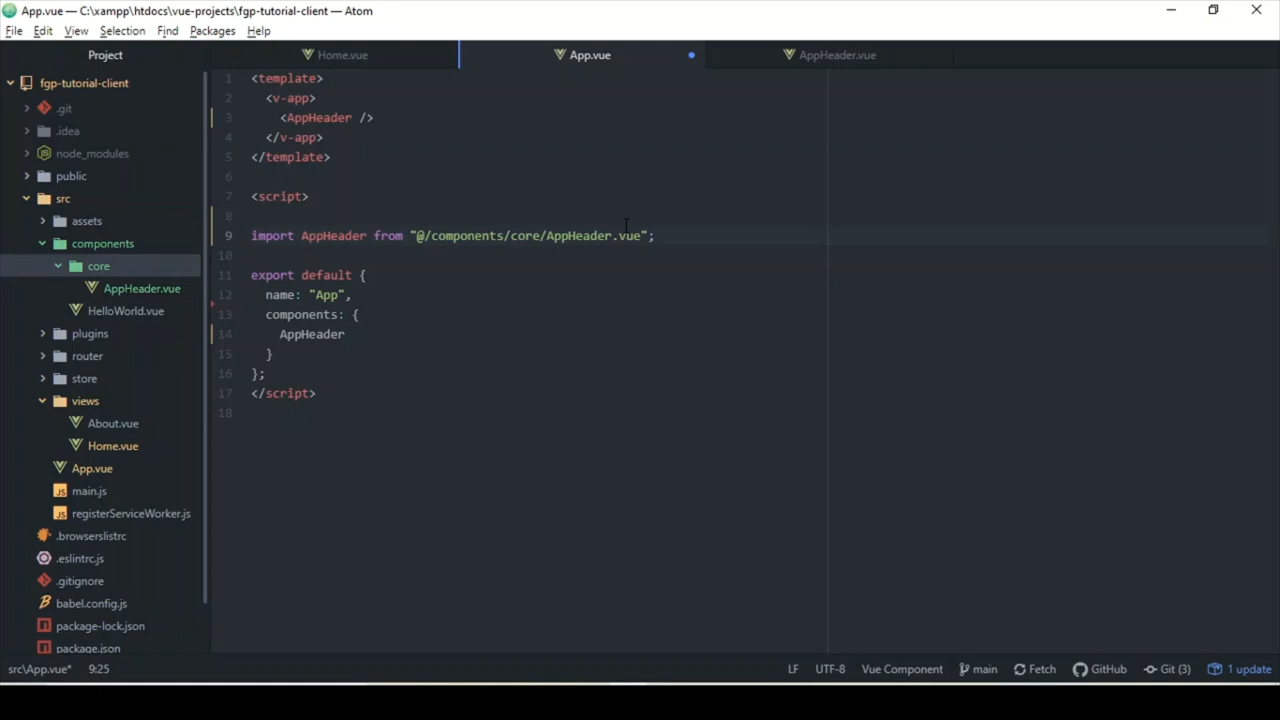 App.vue — C:\xampp\htdocs\vue-projects\fgp-tutorial-client — Atom
File Edit View Selection Find Packages Help
Project
Home.vue
App.vue
AppHeader.vue
fgp-tutorial-client
.git
.idea
node_modules
public
src
assets
components
core
AppHeader.vue
HelloWorld.vue
plugins
router
store
views
About.vue
Home.vue
App.vue
main.js
registerServiceWorker.js
.browserslistrc
.eslintrc.js
.gitignore
babel.config.js
package-lock.json
package.json
1 <template>
2 <v-app>
3 <AppHeader />
4 </v-app>
5 </template>
6
7 <script>
8
9 import AppHeader from "@/components/core/AppHeader.vue";
10
11 export default {
12 name: "App",
13 components: {
14 AppHeader
15 }
16 };
17 </script>
18
src\App.vue* 9:25 LF UTF-8 Vue Component main Fetch GitHub Git (3) 1 update